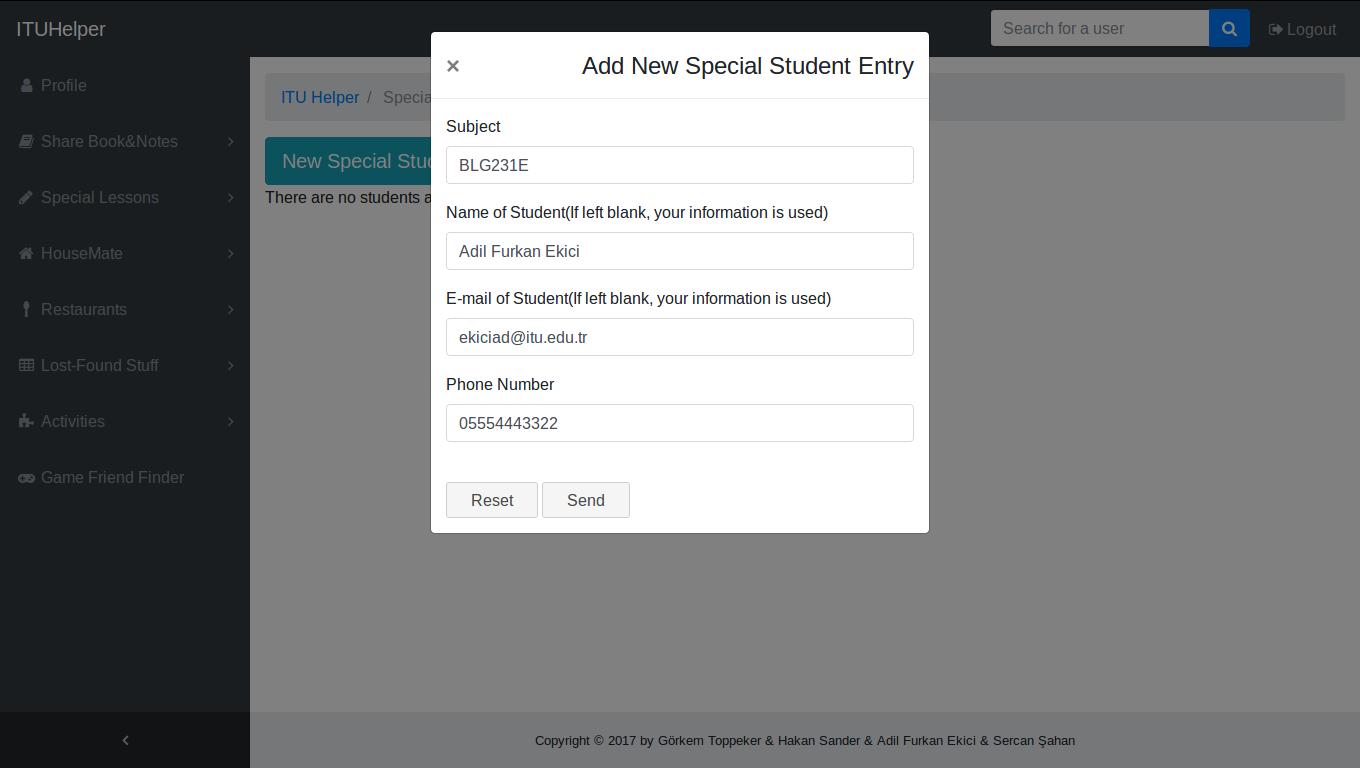 ITUHelper
Search for a user
Logout
Profile
Share Book&Notes
Special Lessons
HouseMate
Restaurants
Lost-Found Stuff
Activities
Game Friend Finder
ITU Helper / Specia
New Special Stud
There are no students a
× Add New Special Student Entry
Subject
BLG231E
Name of Student(If left blank, your information is used)
Adil Furkan Ekici
E-mail of Student(If left blank, your information is used)
ekiciad@itu.edu.tr
Phone Number
05554443322
Reset Send
Copyright © 2017 by Görkem Toppeker & Hakan Sander & Adil Furkan Ekici & Sercan Şahan